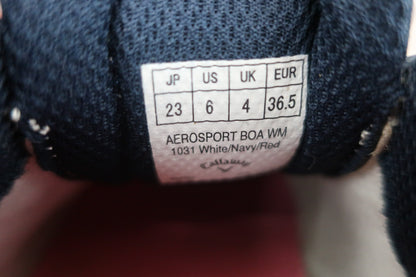 JP US UK EUR
23 6 4 36.5
AEROSPORT BOA WM
1031 White/Navy/Red
Callaway